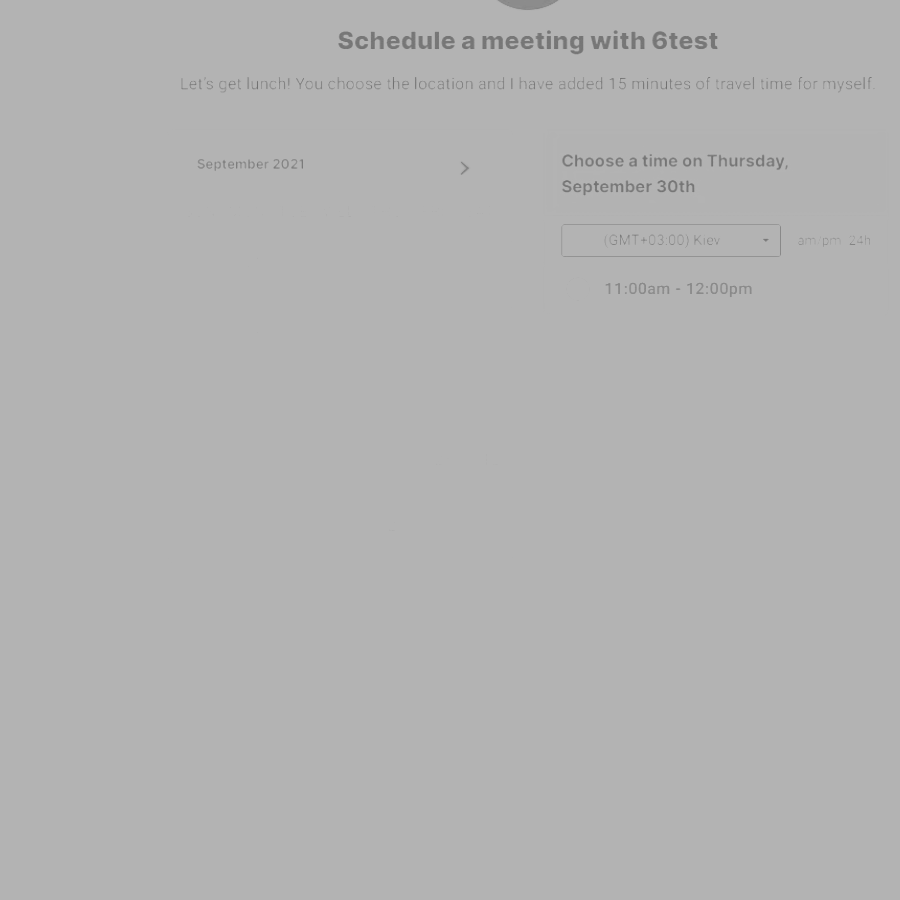 Schedule a meeting with 6test
Let's get lunch! You choose the location and I have added 15 minutes of travel time for myself.
September 2021
Choose a time on Thursday,
September 30th
(GMT+03:00) Kiev
am/pm 24h
11:00am - 12:00pm